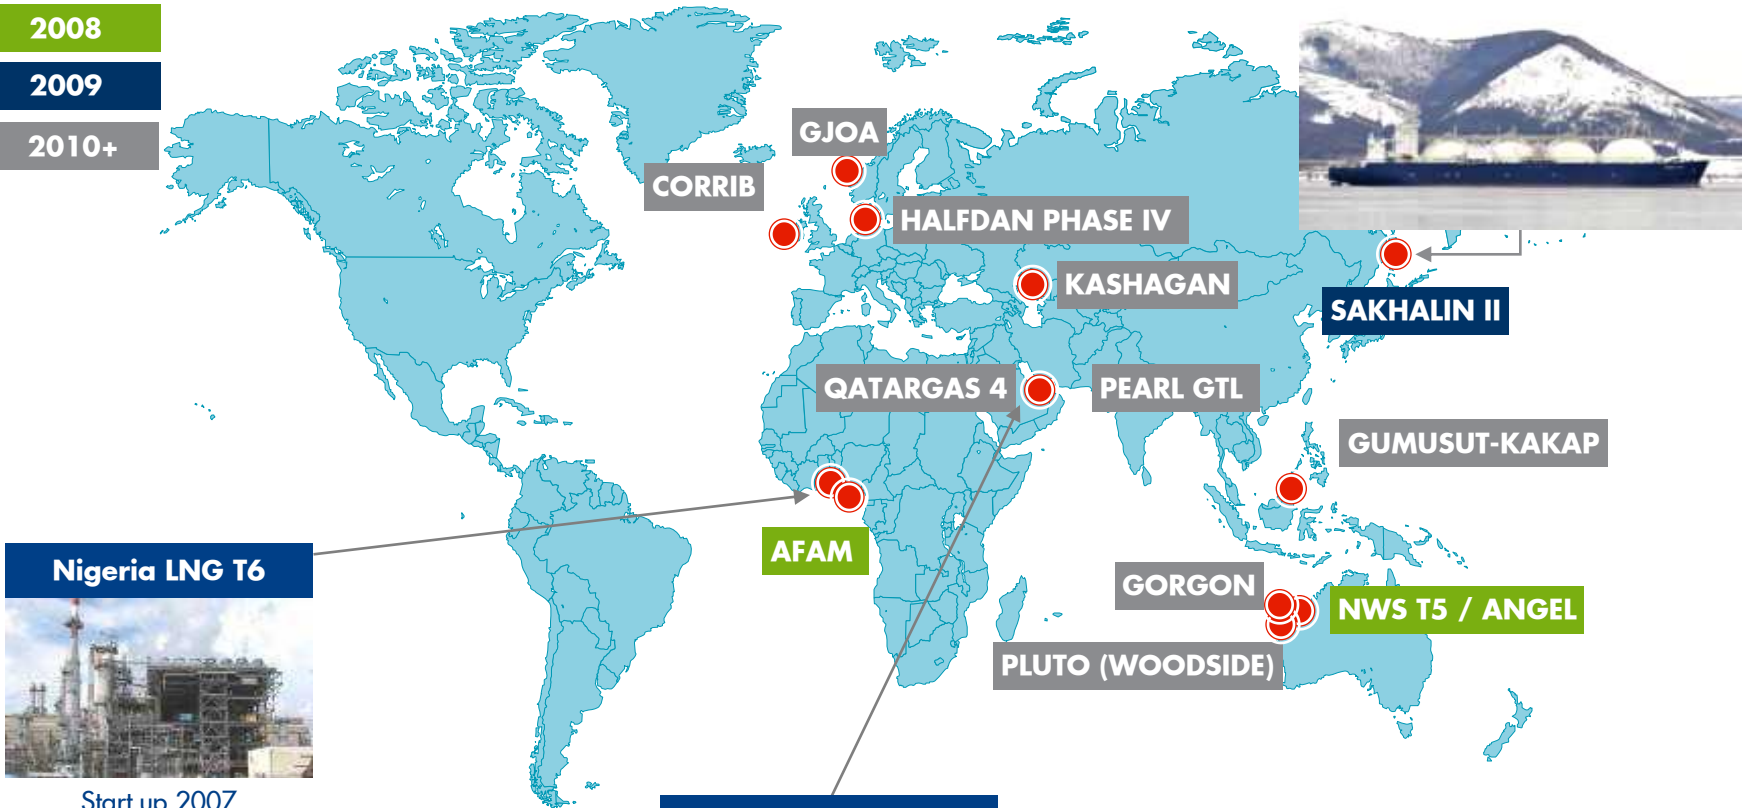 2008
2009
2010+
GJOA
CORRIB
HALFDAN PHASE IV
KASHAGAN
SAKHALIN II
QATARGAS 4
PEARL GTL
GUMUSUT-KAKAP
AFAM
Nigeria LNG T6
GORGON
NWS T5 / ANGEL
PLUTO (WOODSIDE)
Start up 2007